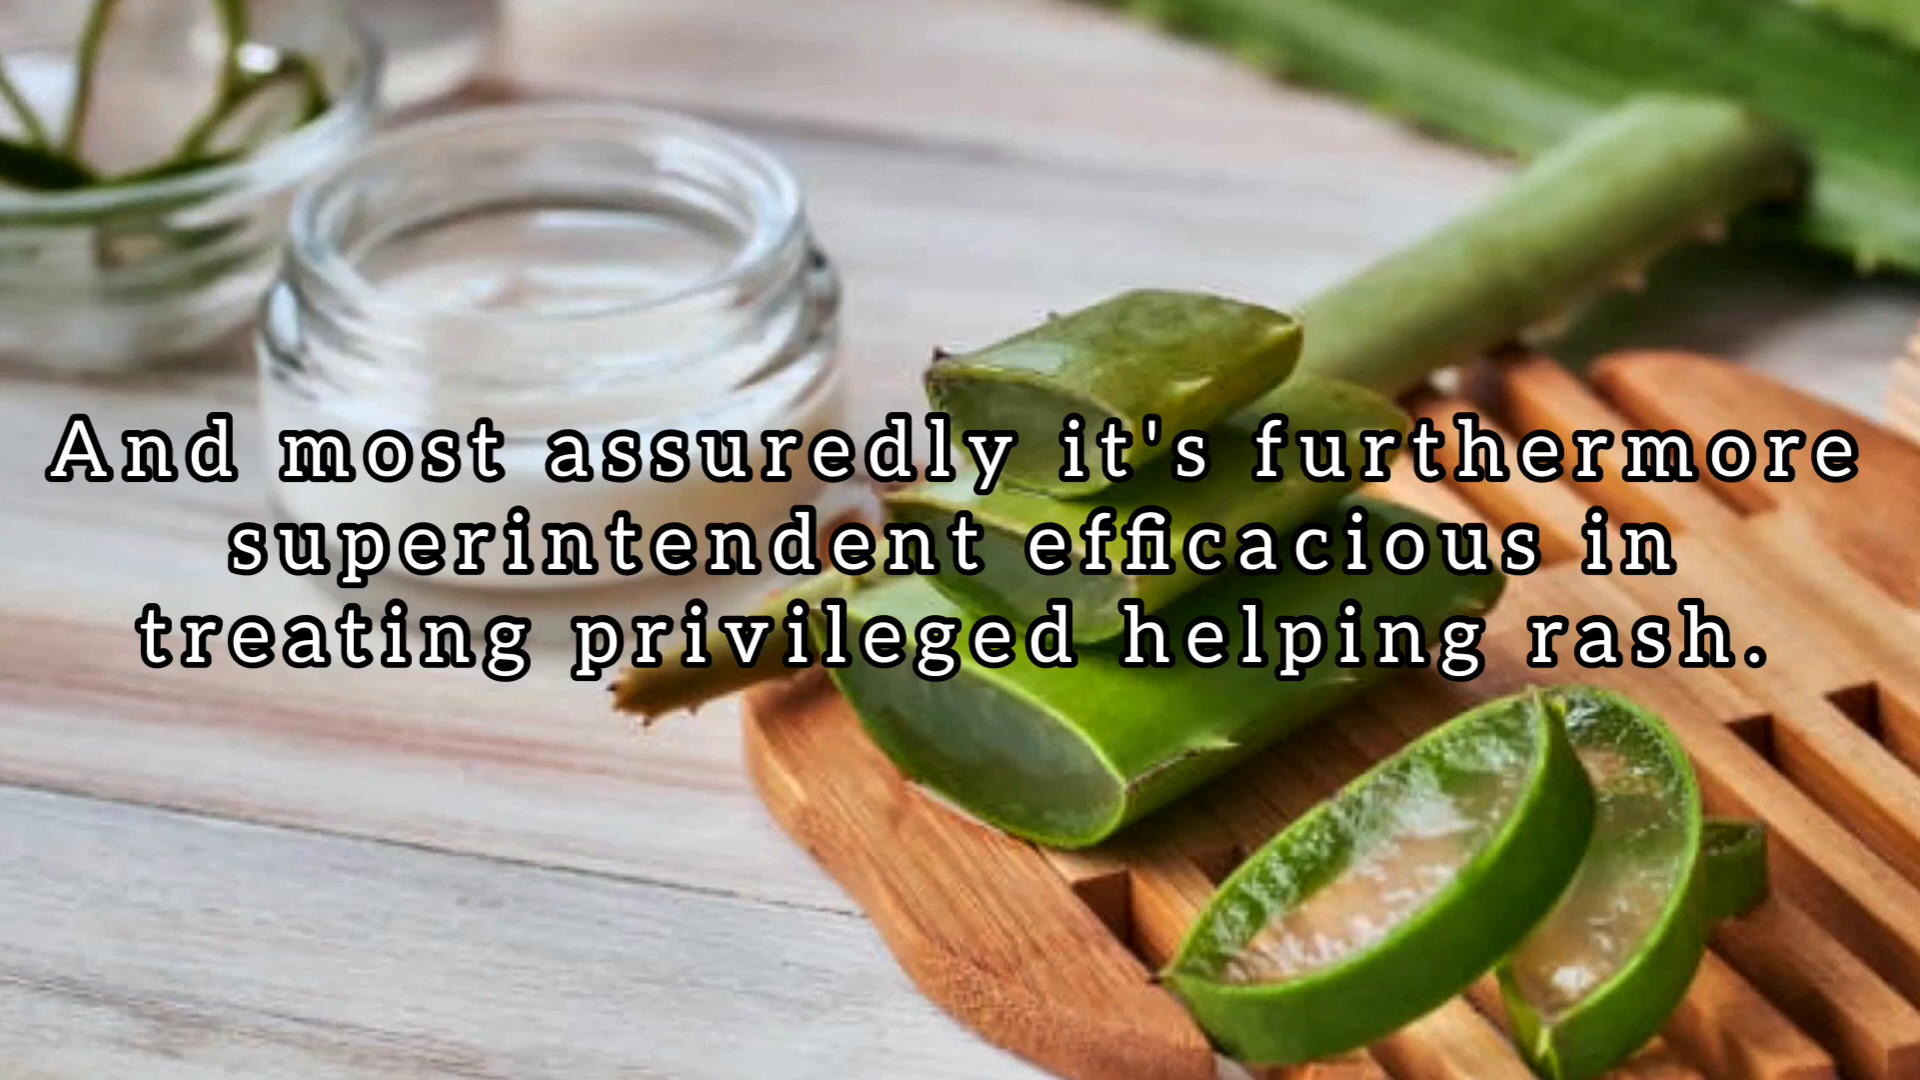 And most assuredly it's furthermore
superintendent efficacious in
treating privileged helping rash.